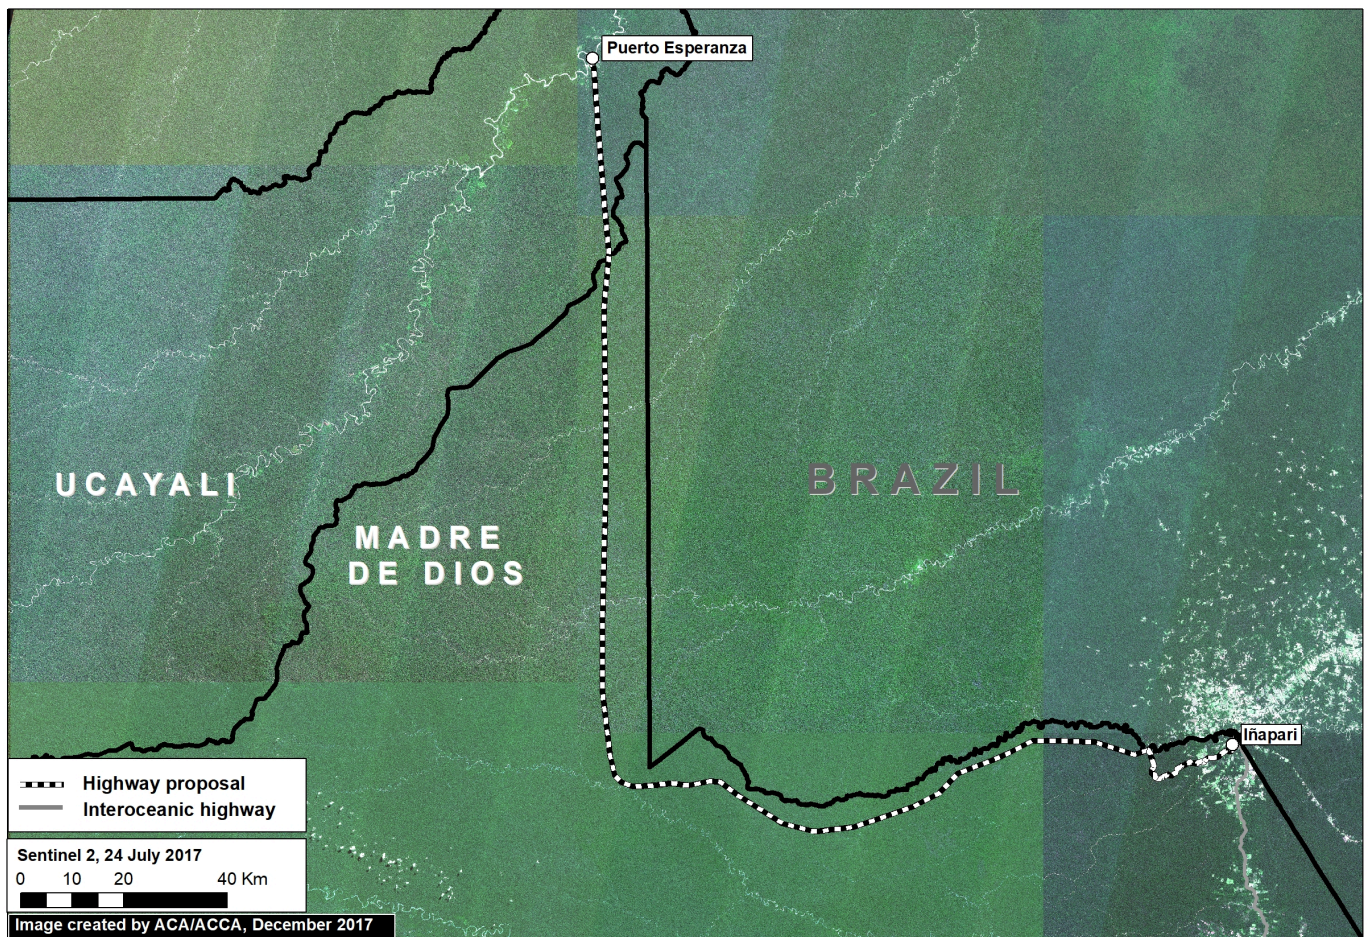 Puerto Esperanza
UCAYALI
BRAZIL
MADRE
DE DIOS
Iñapari
Highway proposal
Interoceanic highway
Sentinel 2, 24 July 2017
0 10 20 40 Km
Image created by ACA/ACCA, December 2017